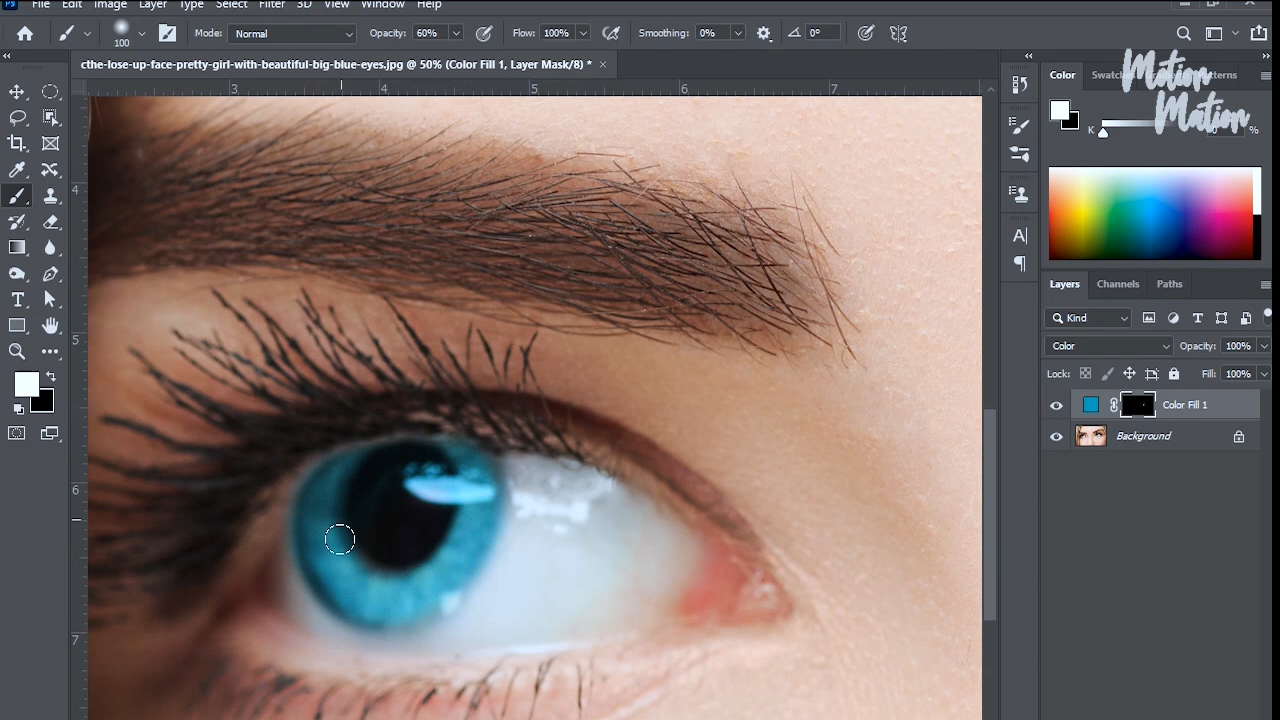 Ps File Edit Image Layer Type Select Filter 3D View Window Help
100 Mode: Normal Opacity: 60% Flow: 100% Smoothing: 0% 0°
cthe-lose-up-face-pretty-girl-with-beautiful-big-blue-eyes.jpg @ 50% (Color Fill 1, Layer Mask/8) * ×
3 4 5 6 7
4
5
6
7
Color Swatches Gradients Patterns
Motion
Motion
K %
A
Layers Channels Paths
Kind
Color Opacity: 100%
Lock: Fill: 100%
Color Fill 1
Background